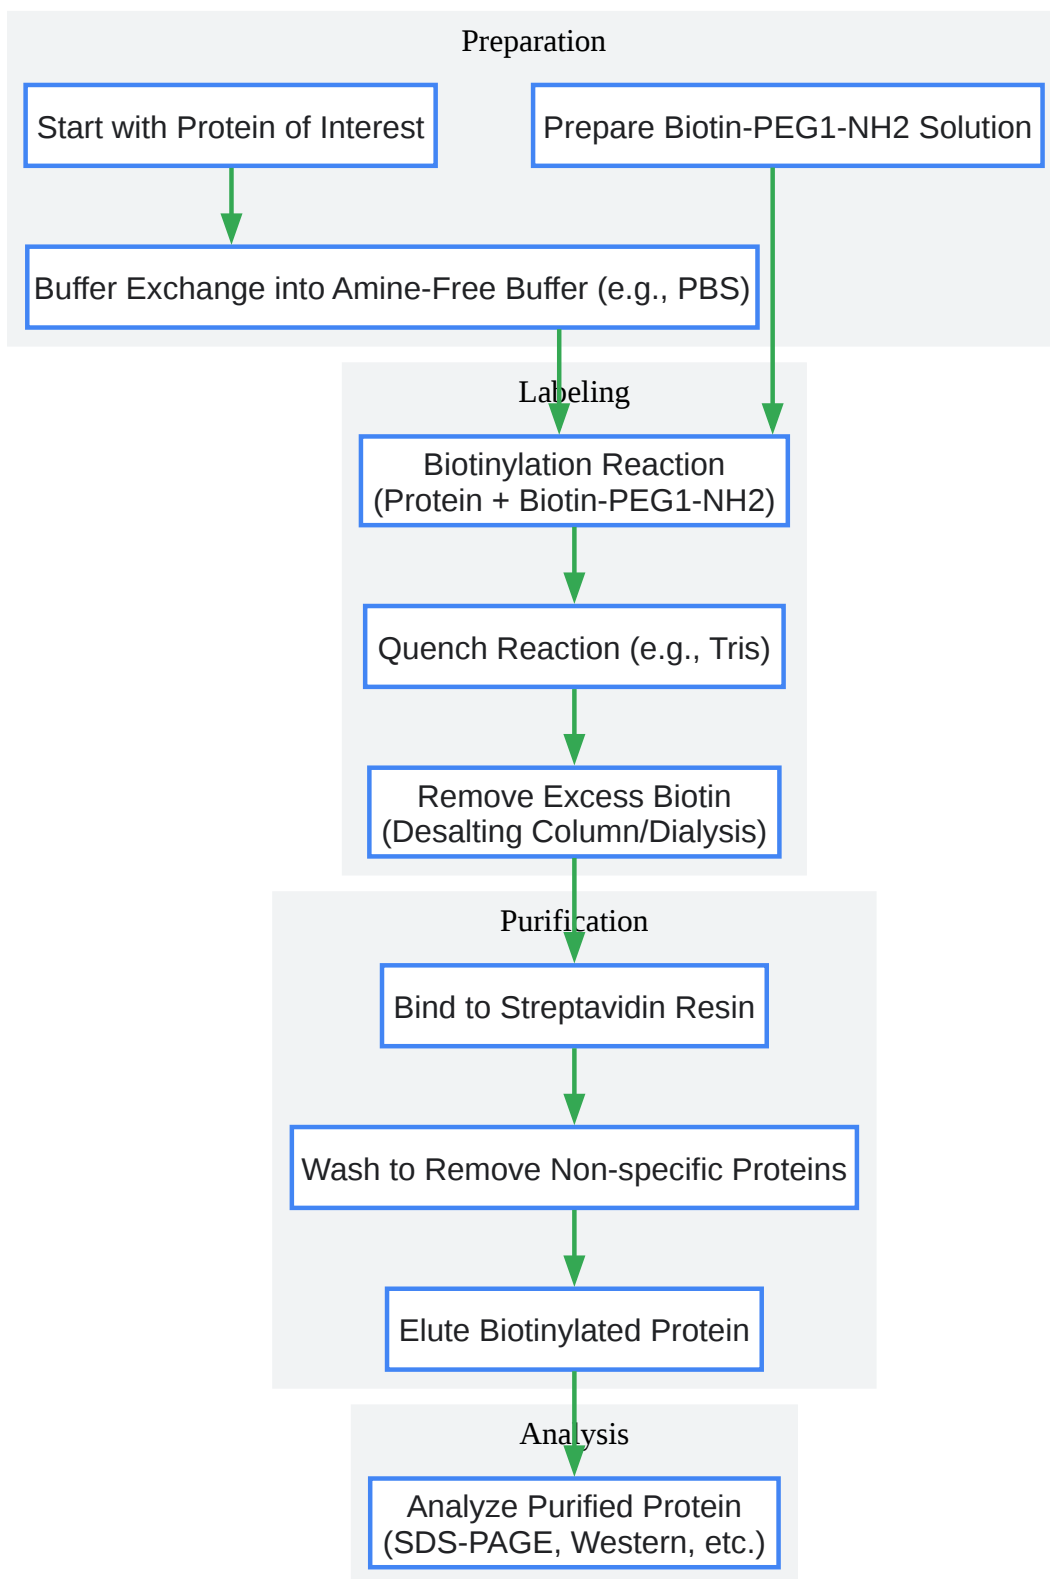 Preparation
Start with Protein of Interest
Prepare Biotin-PEG1-NH2 Solution
Buffer Exchange into Amine-Free Buffer (e.g., PBS)
Labeling
Biotinylation Reaction
(Protein + Biotin-PEG1-NH2)
Quench Reaction (e.g., Tris)
Remove Excess Biotin
(Desalting Column/Dialysis)
Purification
Bind to Streptavidin Resin
Wash to Remove Non-specific Proteins
Elute Biotinylated Protein
Analysis
Analyze Purified Protein
(SDS-PAGE, Western, etc.)